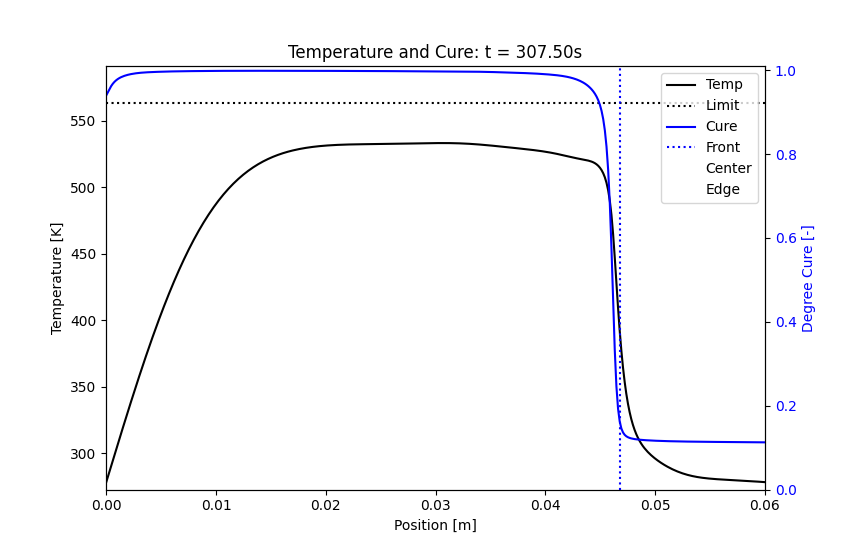 Temperature and Cure: t = 307.50s
Temp
Limit
Cure
Front
Center
Edge
550
500
450
400
350
300
Temperature [K]
1.0
0.8
0.6
0.4
0.2
0.0
Degree Cure [-]
0.00 0.01 0.02 0.03 0.04 0.05 0.06
Position [m]